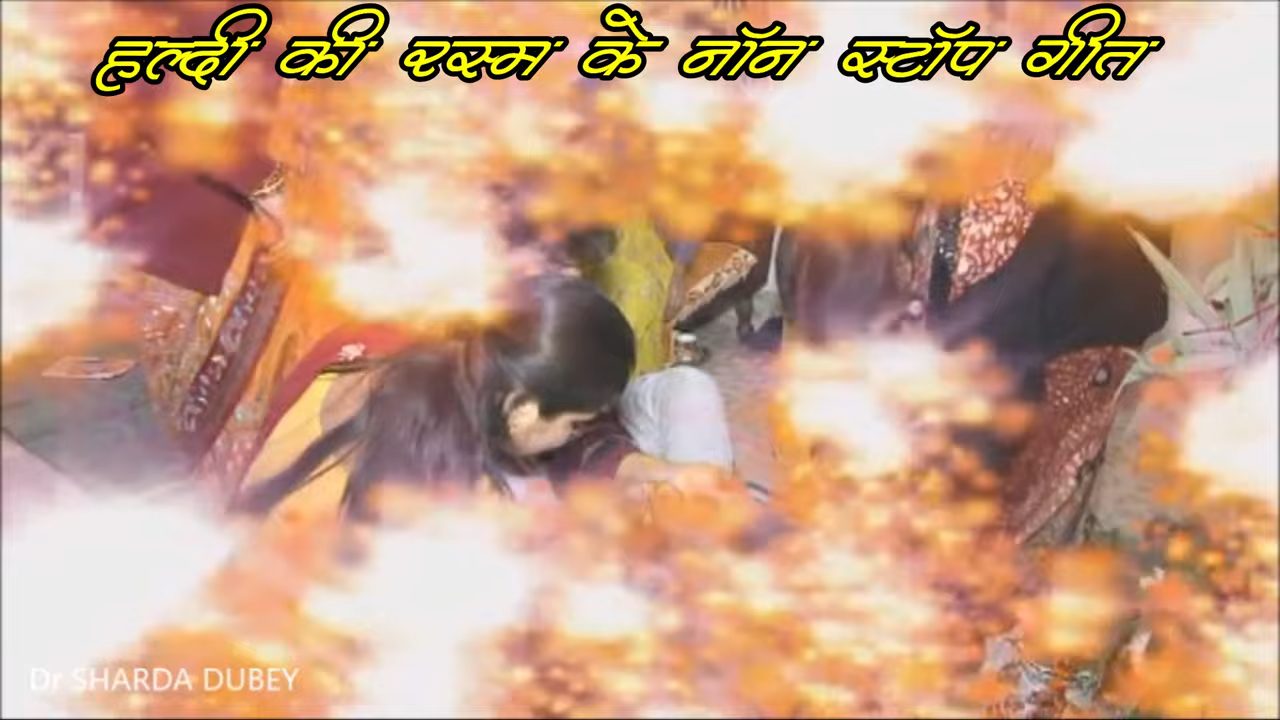 हल्दी की रस्म के नॉन स्टॉप गीत
Dr SHARDA DUBEY